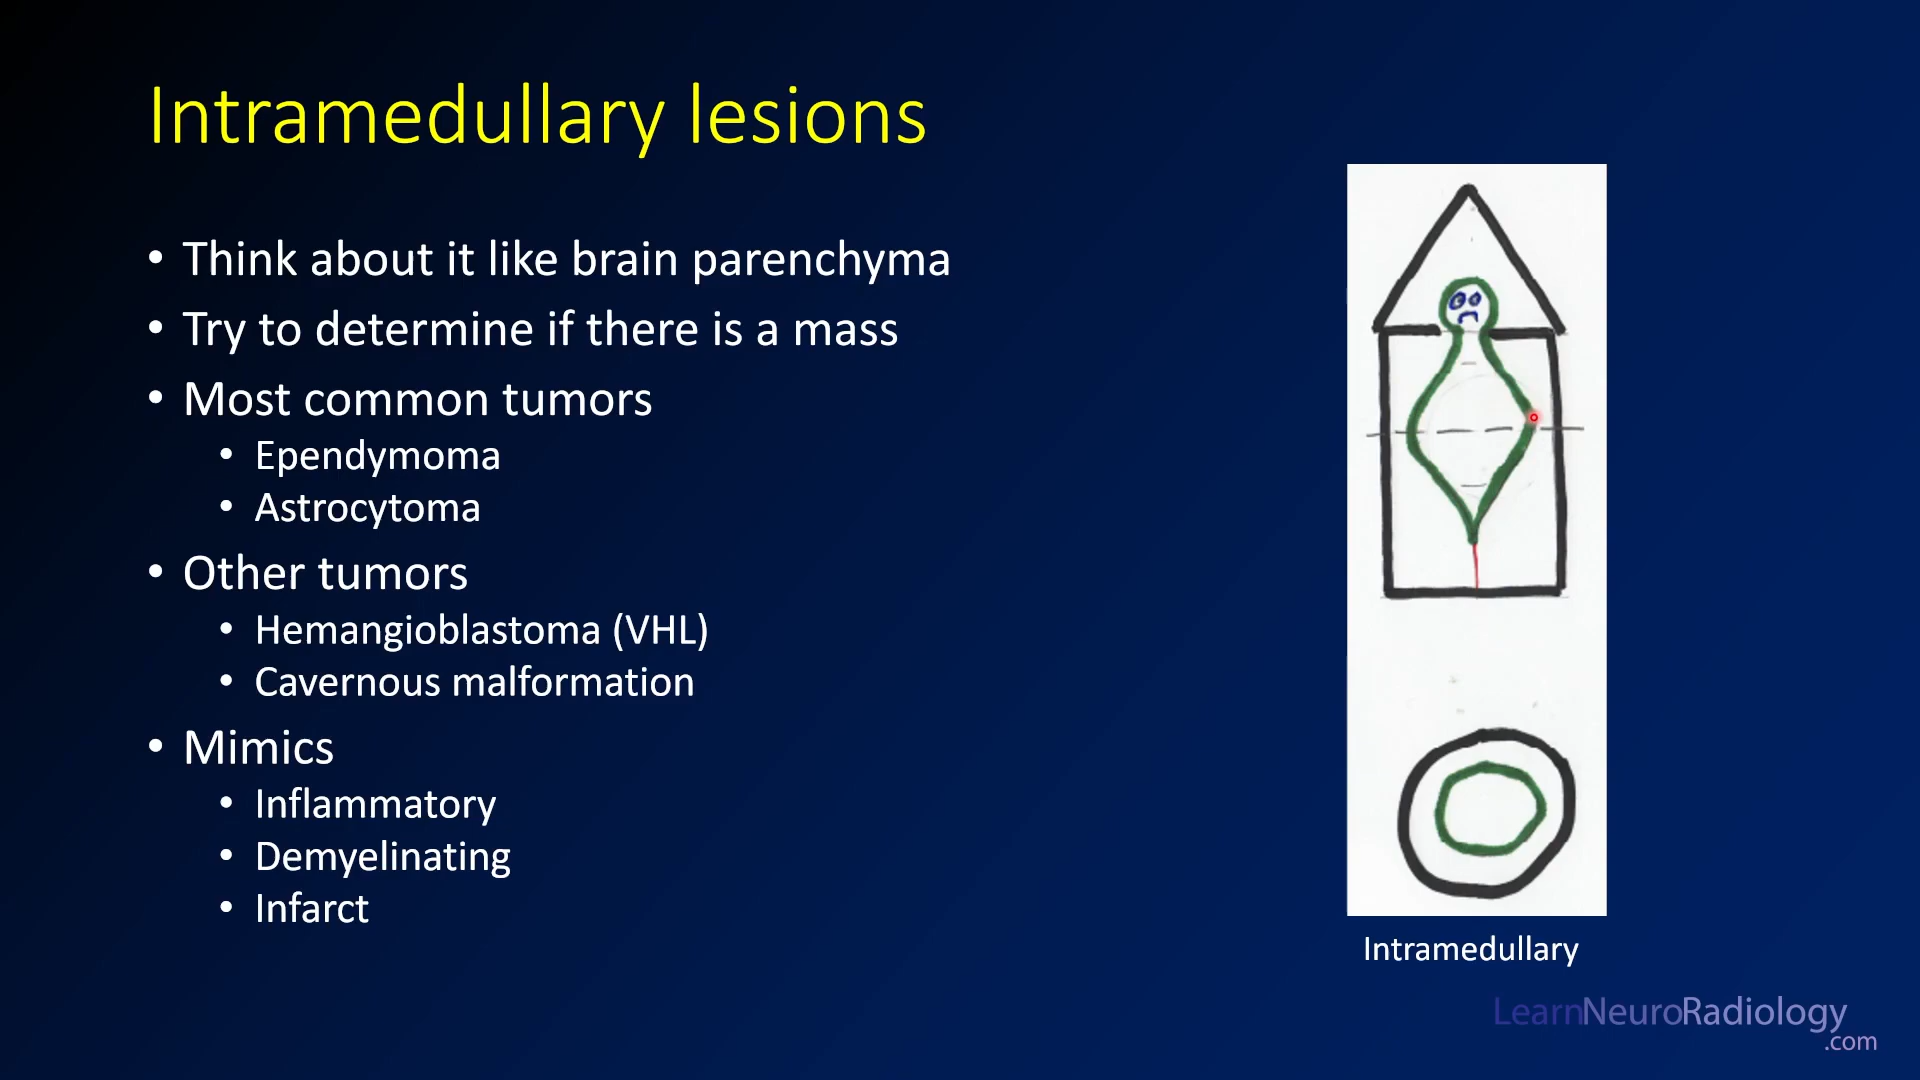 Intramedullary lesions
• Think about it like brain parenchyma
• Try to determine if there is a mass
• Most common tumors
• Ependymoma
• Astrocytoma
• Other tumors
• Hemangioblastoma (VHL)
• Cavernous malformation
• Mimics
• Inflammatory
• Demyelinating
• Infarct
Intramedullary
LearnNeuroRadiology
.com